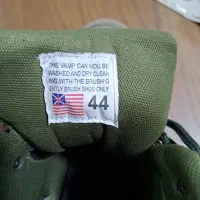 THE VAMP CAN NOU BE
WASHED AND DRY CLEAN
ING WITH THE BRUSH G
ENTLY BRUSH SHOE ONLY
44